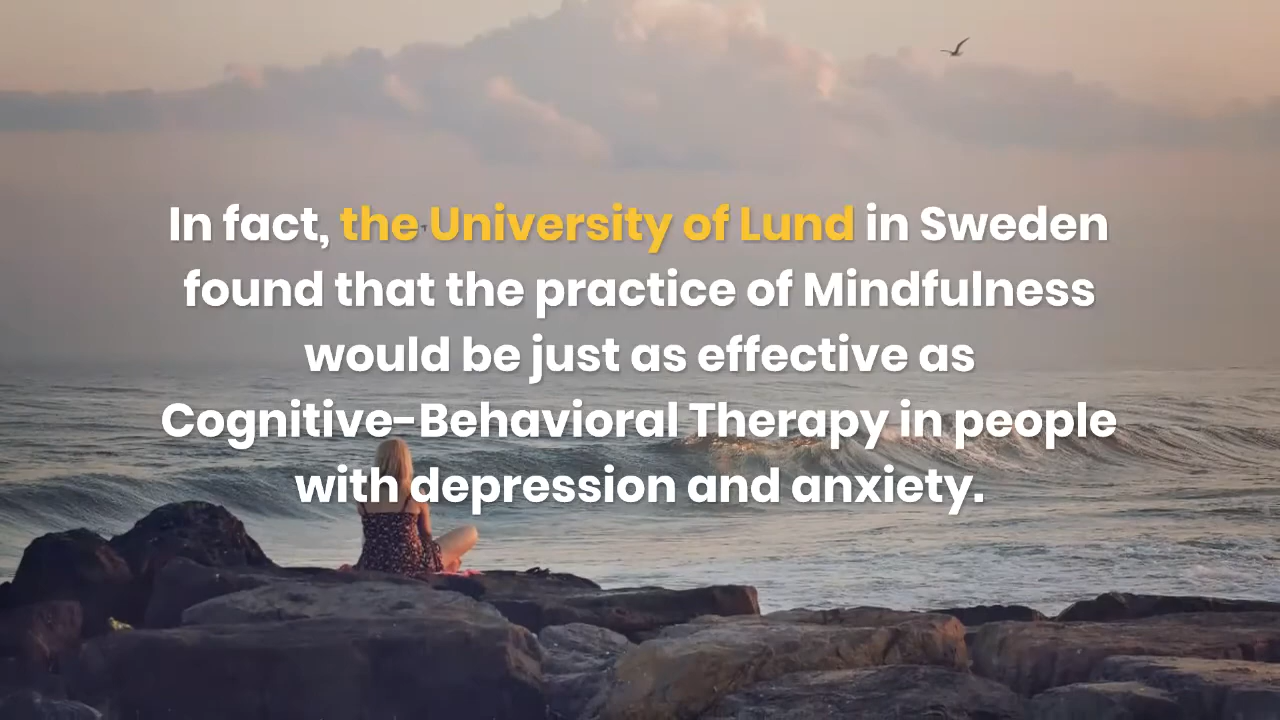 In fact, the University of Lund in Sweden
found that the practice of Mindfulness
would be just as effective as
Cognitive-Behavioral Therapy in people
with depression and anxiety.